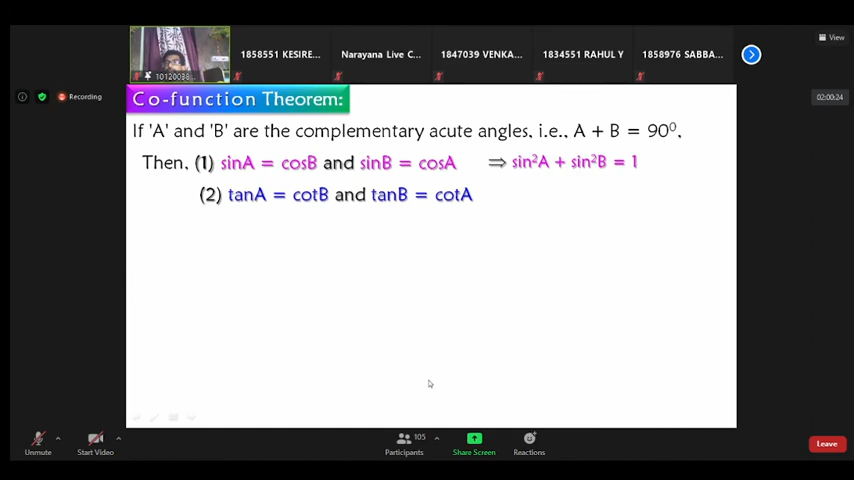 View
1858551 KESIRE...
Narayana Live C...
1847039 VENKA...
1834551 RAHUL Y
1858976 SABBA...
10120038...
Recording
02:00:24
Co-function Theorem:
If 'A' and 'B' are the complementary acute angles, i.e., A + B = 90⁰,
Then, (1) sinA = cosB and sinB = cosA ⇒ sin²A + sin²B = 1
(2) tanA = cotB and tanB = cotA
Unmute
Start Video
105
Participants
Share Screen
Reactions
Leave